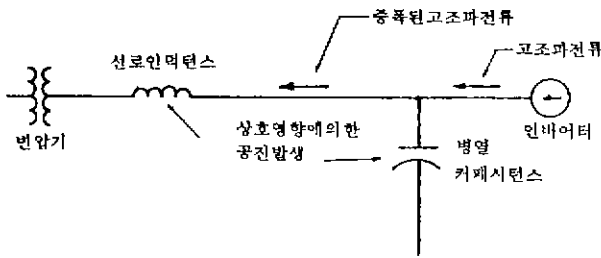 증폭된고조파전류
선로인덕턴스
고조파전류
변압기
상호영향에의한
공진발생
병열
커패시턴스
인버어터